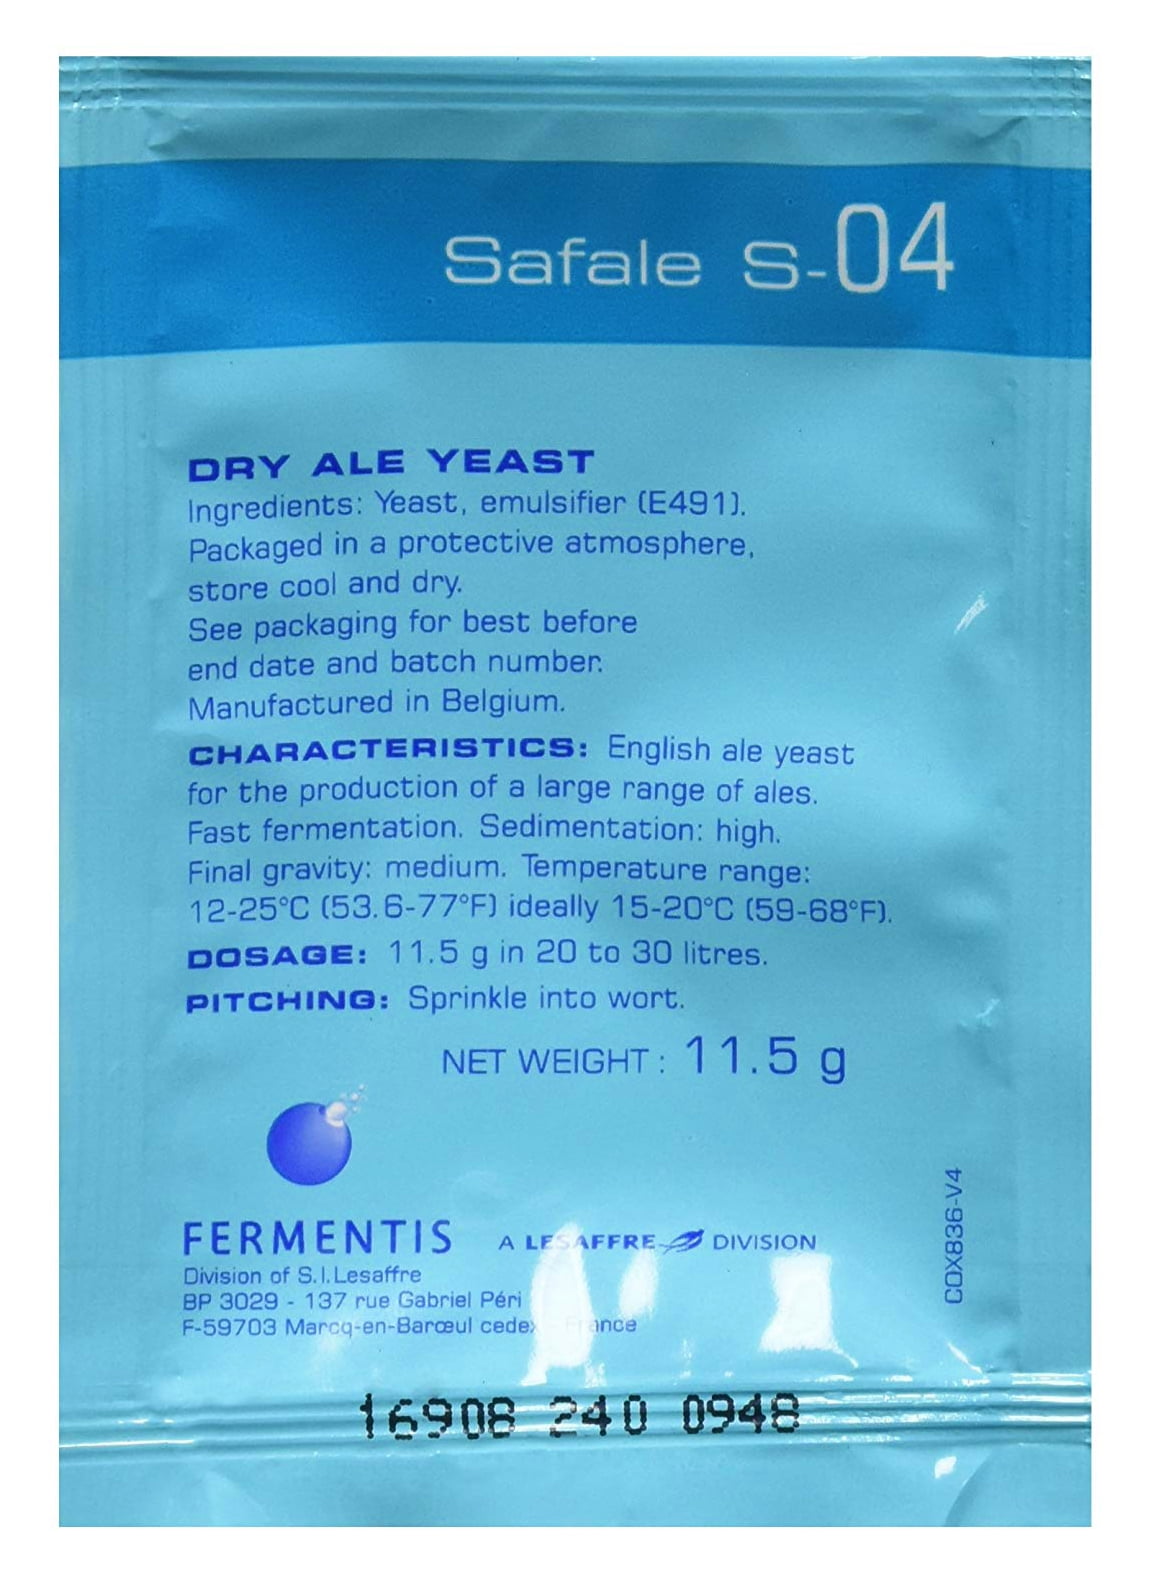 Safale S-04
DRY ALE YEAST
Ingredients: Yeast, emulsifier (E491).
Packaged in a protective atmosphere,
store cool and dry.
See packaging for best before
end date and batch number.
Manufactured in Belgium.
CHARACTERISTICS: English ale yeast
for the production of a large range of ales.
Fast fermentation. Sedimentation: high.
Final gravity: medium. Temperature range:
12-25°C (53.6-77°F) ideally 15-20°C (59-68°F).
DOSAGE: 11.5 g in 20 to 30 litres.
PITCHING: Sprinkle into wort.
NET WEIGHT : 11.5 g
FERMENTIS A LESAFFRE DIVISION
Division of S.I.Lesaffre
BP 3029 - 137 rue Gabriel Péri
F-59703 Marcq-en-Barœul cedex - France
COX836-V4
16908 240 0948